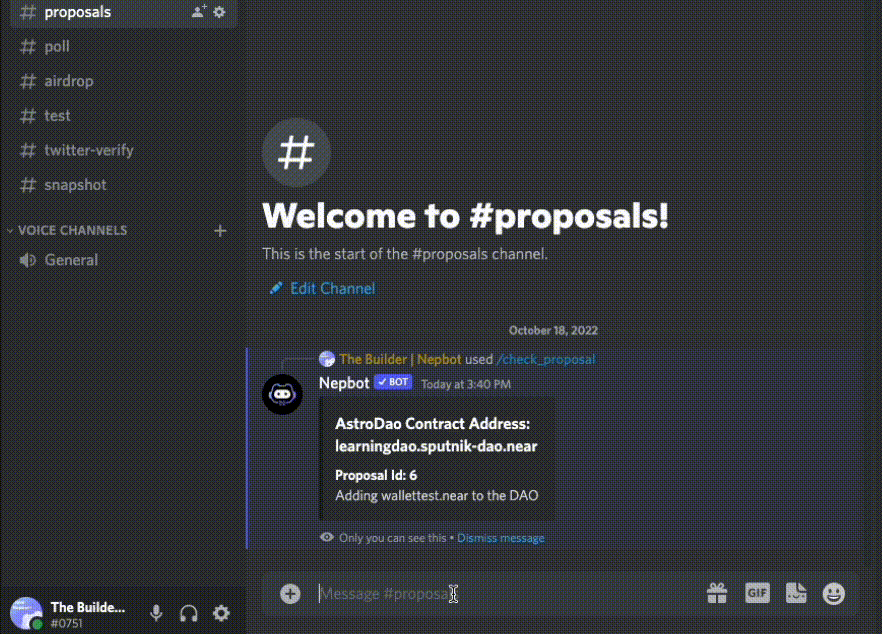 # proposals
# poll
# airdrop
# test
# twitter-verify
# snapshot
VOICE CHANNELS
General
The Builde...
#0751
#
Welcome to #proposals!
This is the start of the #proposals channel.
Edit Channel
October 18, 2022
The Builder | Nepbot used /check_proposal
Nepbot ✓ BOT Today at 3:40 PM
AstroDao Contract Address:
learningdao.sputnik-dao.near
Proposal Id: 6
Adding wallettest.near to the DAO
Only you can see this • Dismiss message
Message #proposals
GIF